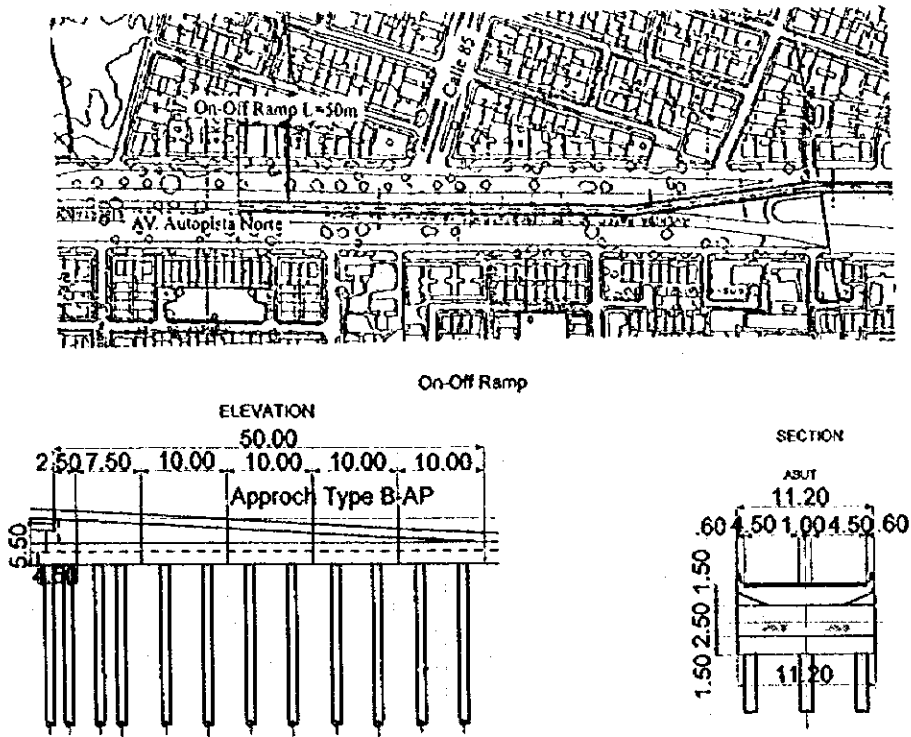 Calle 85
On-Off Ramp L=50m
AV. Autopista Norte
On-Off Ramp
ELEVATION
50.00
2.50 7.50 10.00 10.00 10.00 10.00
Approch Type B-AP
5.50
4.50
SECTION
ABUT
11.20
.60 4.50 1.00 4.50 .60
1.50
2.50
1.50
11.20